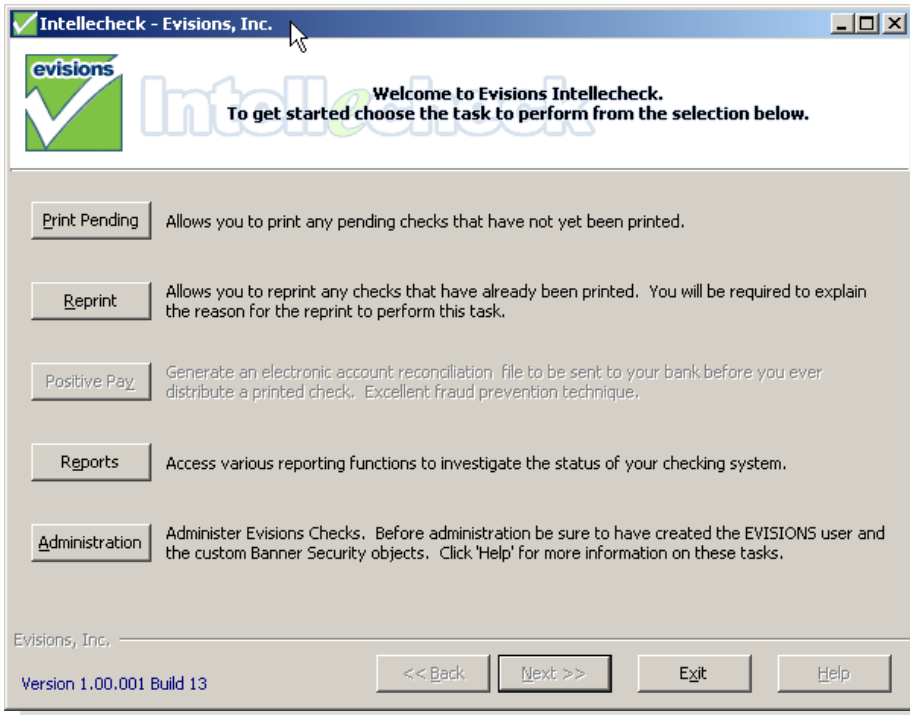 Intellecheck - Evisions, Inc.
evisions
Intellecheck
Welcome to Evisions Intellecheck.
To get started choose the task to perform from the selection below.
Print Pending
Allows you to print any pending checks that have not yet been printed.
Reprint
Allows you to reprint any checks that have already been printed.  You will be required to explain
the reason for the reprint to perform this task.
Positive Pay
Generate an electronic account reconciliation  file to be sent to your bank before you ever
distribute a printed check.  Excellent fraud prevention technique.
Reports
Access various reporting functions to investigate the status of your checking system.
Administration
Administer Evisions Checks.  Before administration be sure to have created the EVISIONS user and
the custom Banner Security objects.  Click 'Help' for more information on these tasks.
Evisions, Inc.
Version 1.00.001 Build 13
<< Back
Next >>
Exit
Help